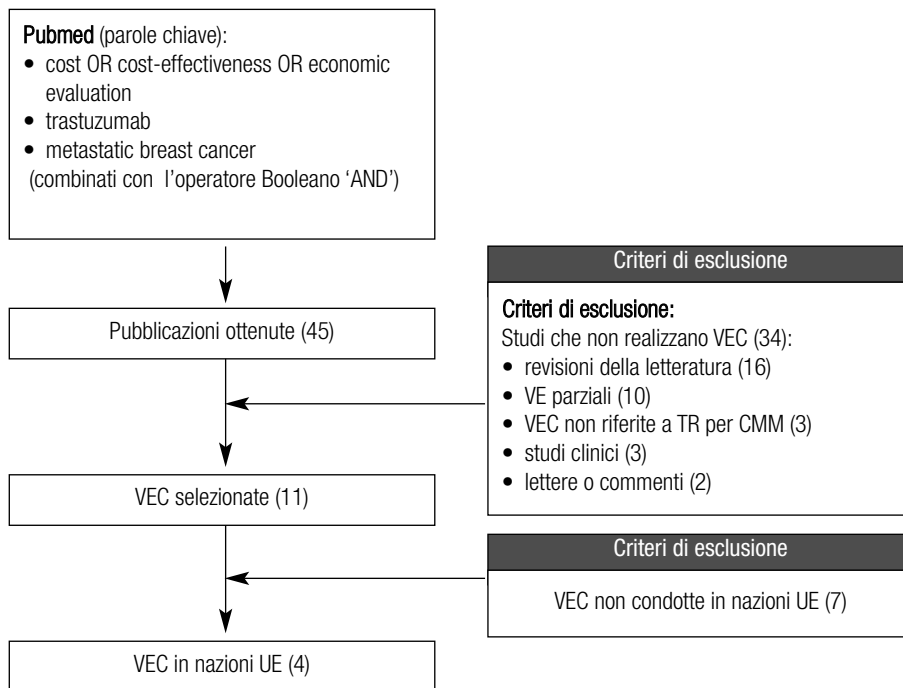 Pubmed (parole chiave):
• cost OR cost-effectiveness OR economic
evaluation
• trastuzumab
• metastatic breast cancer
(combinati con l'operatore Booleano ‘AND’)
Pubblicazioni ottenute (45)
Criteri di esclusione
Criteri di esclusione:
Studi che non realizzano VEC (34):
• revisioni della letteratura (16)
• VE parziali (10)
• VEC non riferite a TR per CMM (3)
• studi clinici (3)
• lettere o commenti (2)
VEC selezionate (11)
Criteri di esclusione
VEC non condotte in nazioni UE (7)
VEC in nazioni UE (4)